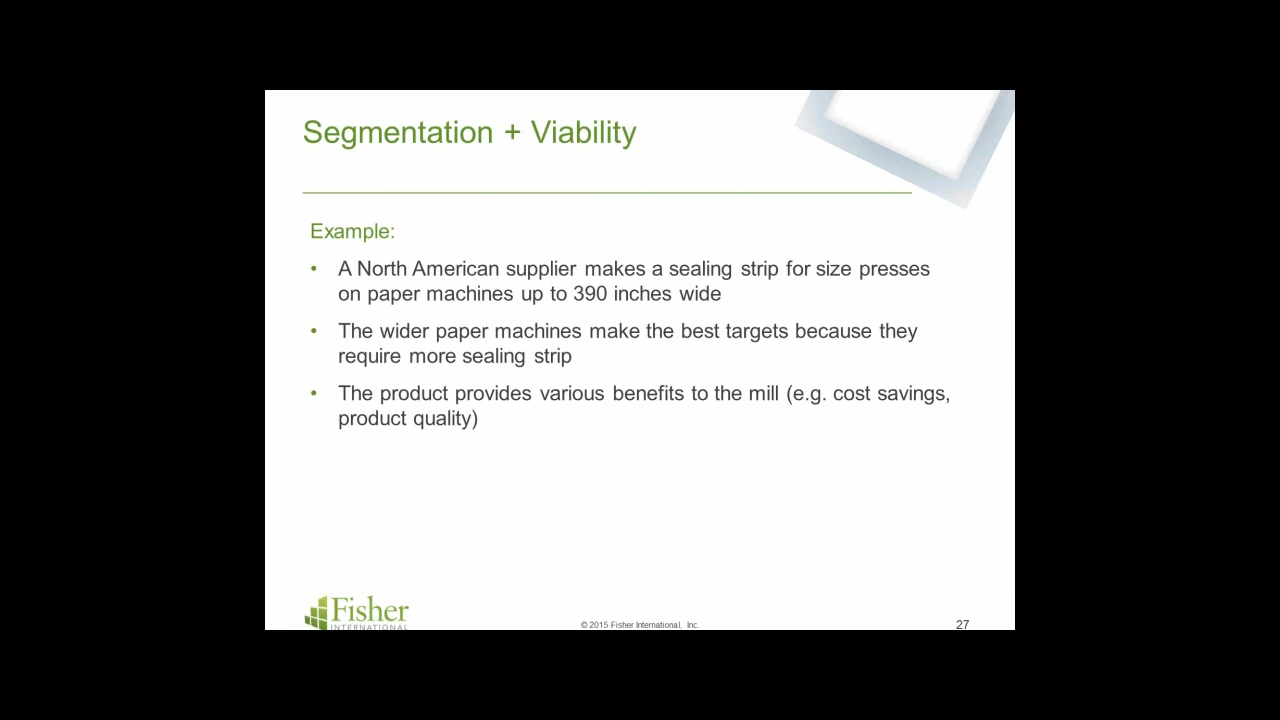 Segmentation + Viability
Example:
• A North American supplier makes a sealing strip for size presses
on paper machines up to 390 inches wide
• The wider paper machines make the best targets because they
require more sealing strip
• The product provides various benefits to the mill (e.g. cost savings,
product quality)
Fisher
INTERNATIONAL
© 2015 Fisher International, Inc.
27